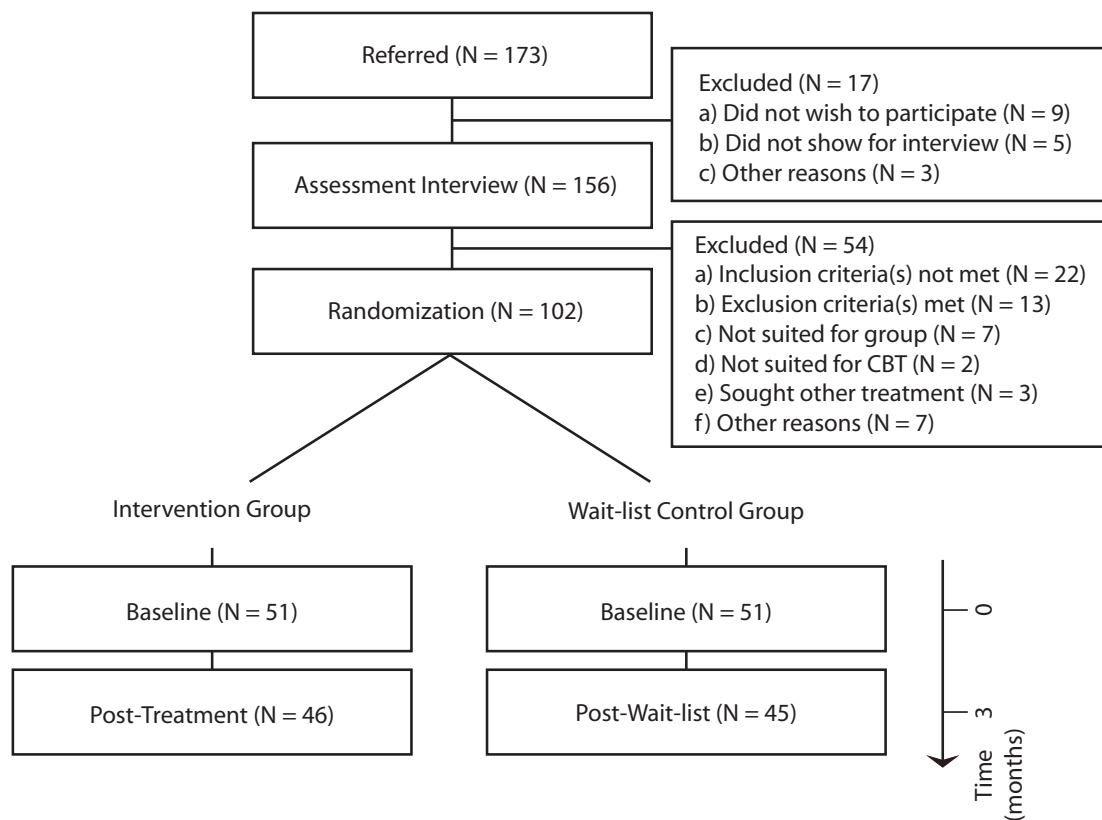 Referred (N = 173)
Excluded (N = 17)
a) Did not wish to participate (N = 9)
b) Did not show for interview (N = 5)
c) Other reasons (N = 3)
Assessment Interview (N = 156)
Excluded (N = 54)
a) Inclusion criteria(s) not met (N = 22)
b) Exclusion criteria(s) met (N = 13)
c) Not suited for group (N = 7)
d) Not suited for CBT (N = 2)
e) Sought other treatment (N = 3)
f) Other reasons (N = 7)
Randomization (N = 102)
Intervention Group
Wait-list Control Group
Baseline (N = 51)
Baseline (N = 51)
0
Post-Treatment (N = 46)
Post-Wait-list (N = 45)
3
Time
(months)